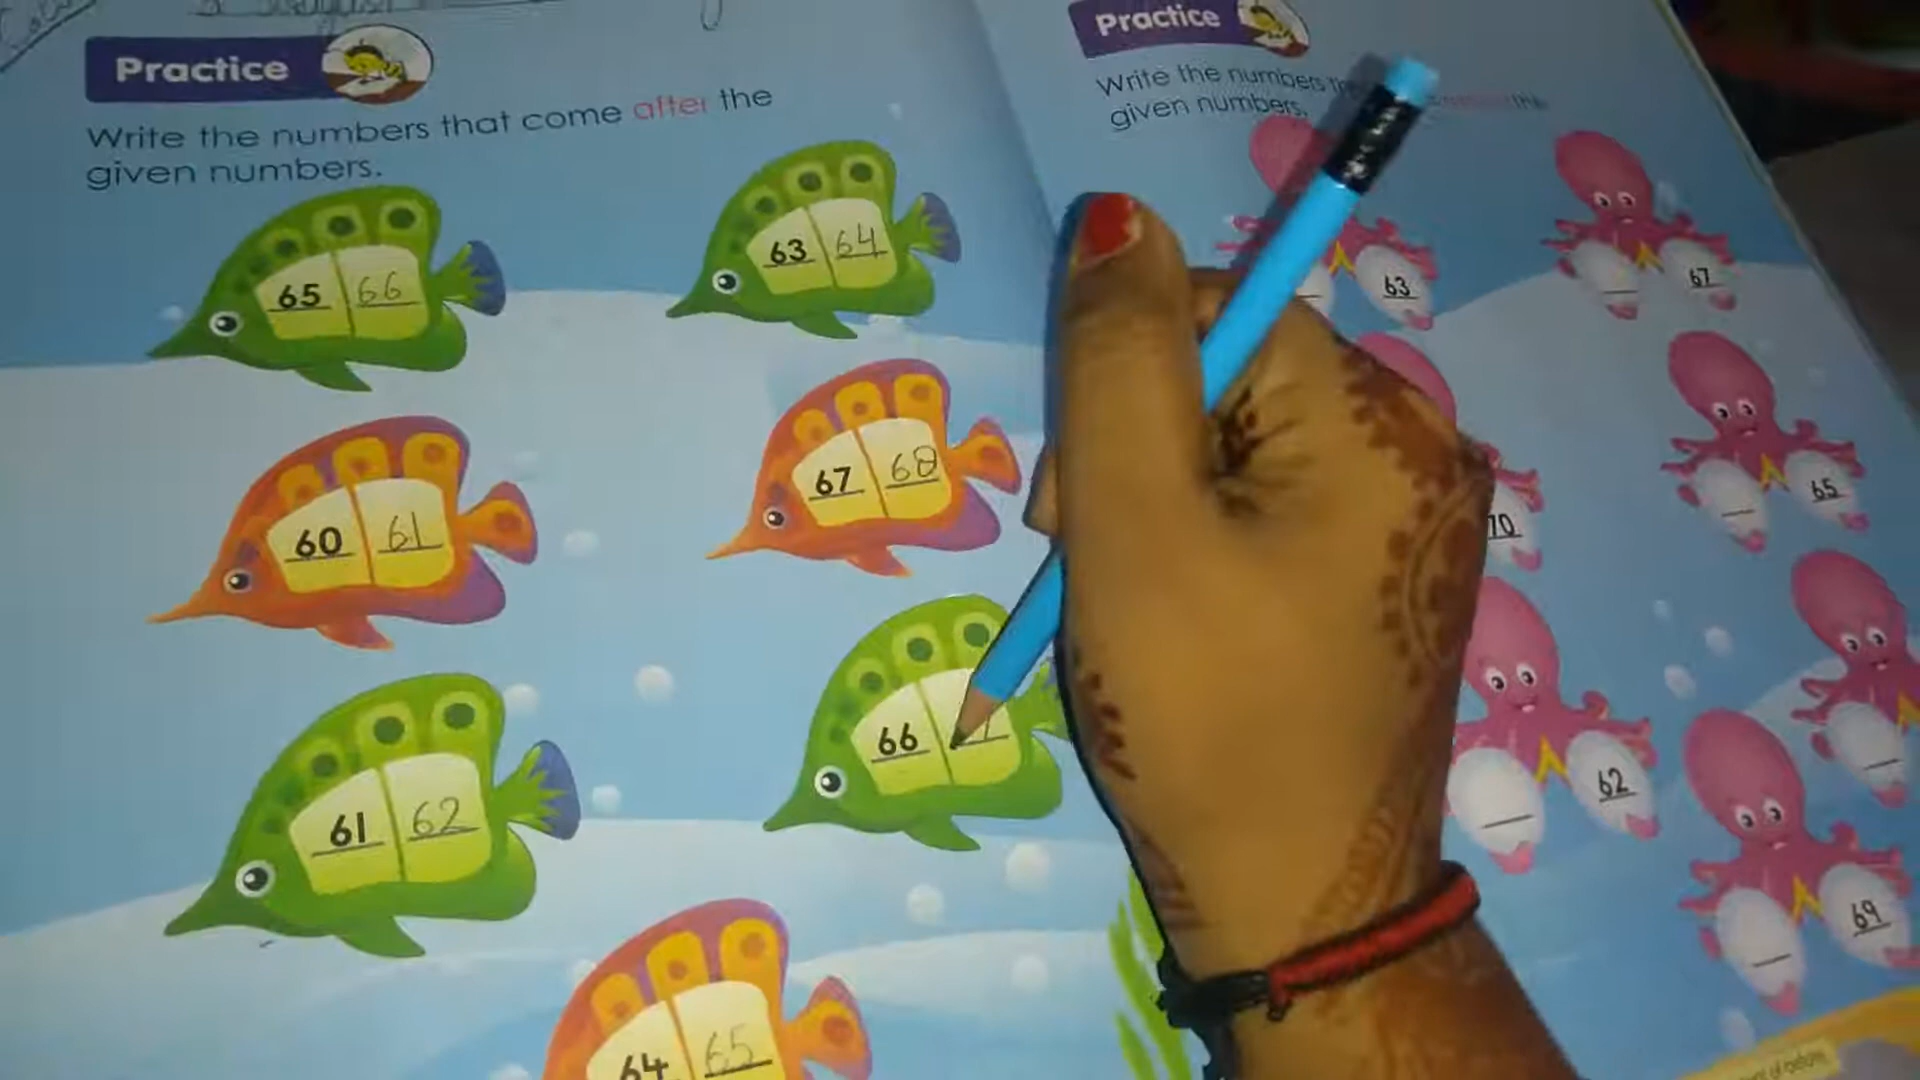 Practice
Write the numbers that come after the
given numbers.
65 66
63 64
60 61
67 68
61 62
66
64 65
Practice
Write the numbers the
given numbers.
63
67
70
65
62
69